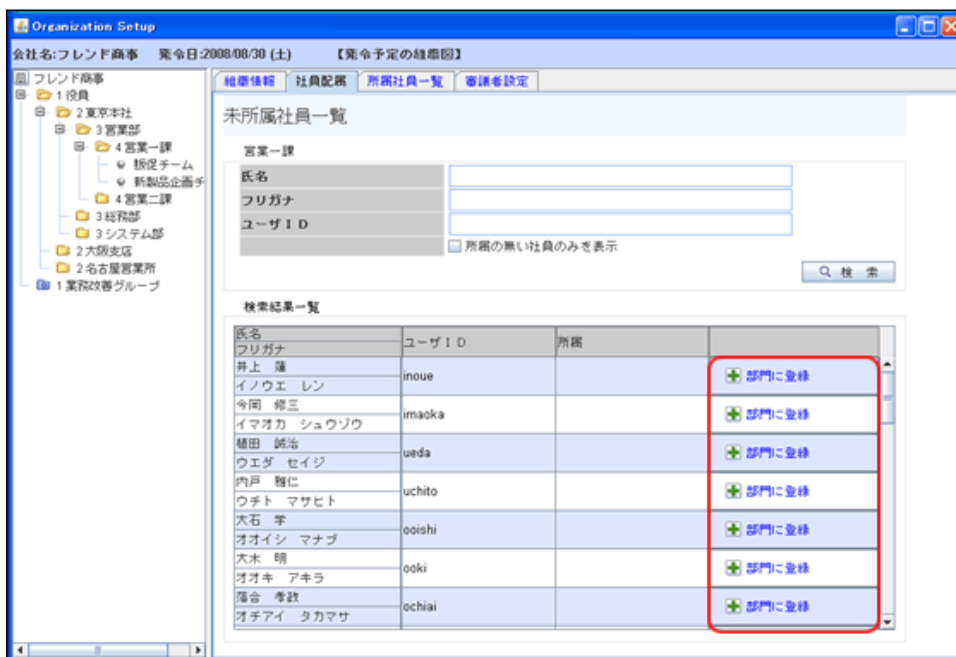 Organization Setup
会社名:フレンド商事 発令日:2008/08/30 (土) 【発令予定の組織図】
フレンド商事
1 役員
2 東京本社
3 営業部
4 営業一課
販促チーム
新製品企画チ
4 営業二課
3 総務部
3 システム部
2 大阪支店
2 名古屋営業所
1 業務改善グループ
組織情報 社員配属 所属社員一覧 審議者設定
未所属社員一覧
営業一課
氏名
フリガナ
ユーザID
所属の無い社員のみを表示
検 索
検索結果一覧
氏名
フリガナ
ユーザID
所属
井上 蓮
イノウエ レン
inoue
部門に登録
今岡 修三
イマオカ シュウゾウ
imaoka
部門に登録
植田 誠治
ウエダ セイジ
ueda
部門に登録
内戸 雅仁
ウチト マサヒト
uchito
部門に登録
大石 学
オオイシ マナブ
ooishi
部門に登録
大木 明
オオキ アキラ
ooki
部門に登録
落合 孝政
オチアイ タカマサ
ochiai
部門に登録